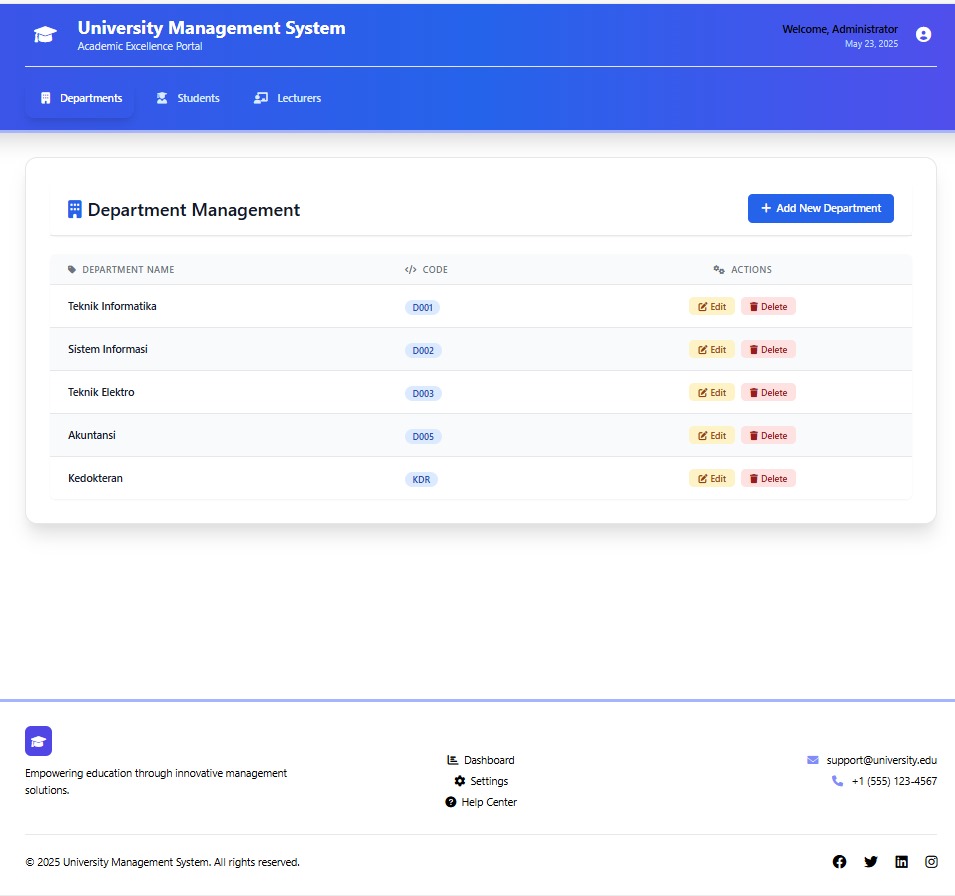 University Management System
Academic Excellence Portal
Welcome, Administrator
May 23, 2025
Departments Students Lecturers
Department Management
Add New Department
DEPARTMENT NAME CODE ACTIONS
Teknik Informatika D001 Edit Delete
Sistem Informasi D002 Edit Delete
Teknik Elektro D003 Edit Delete
Akuntansi D005 Edit Delete
Kedokteran KDR Edit Delete
Empowering education through innovative management
solutions.
Dashboard
Settings
Help Center
support@university.edu
+1 (555) 123-4567
© 2025 University Management System. All rights reserved.